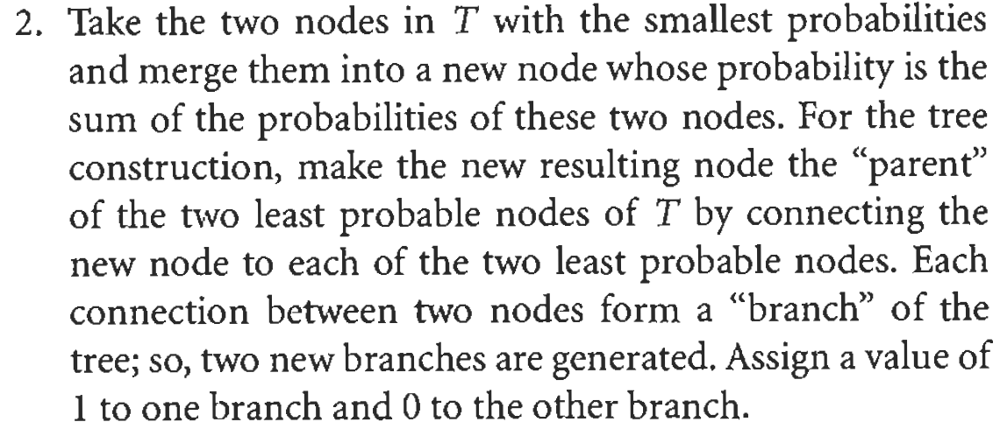 2. Take the two nodes in T with the smallest probabilities
and merge them into a new node whose probability is the
sum of the probabilities of these two nodes. For the tree
construction, make the new resulting node the “parent”
of the two least probable nodes of T by connecting the
new node to each of the two least probable nodes. Each
connection between two nodes form a “branch” of the
tree; so, two new branches are generated. Assign a value of
1 to one branch and 0 to the other branch.